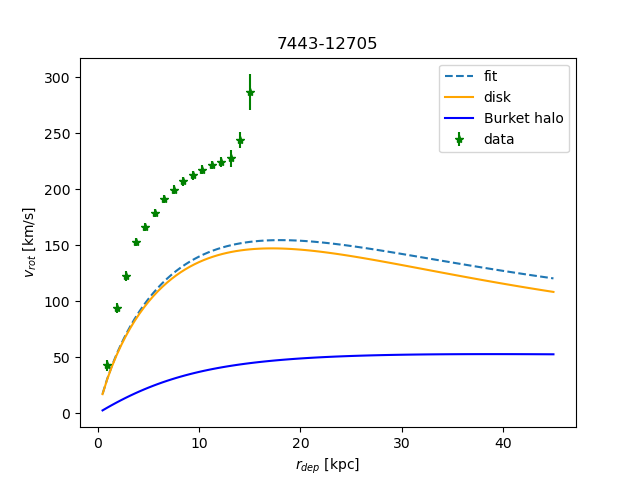 7443-12705
fit
disk
Burket halo
data
300
250
200
150
100
50
0
v_rot [km/s]
0 10 20 30 40
r_dep [kpc]